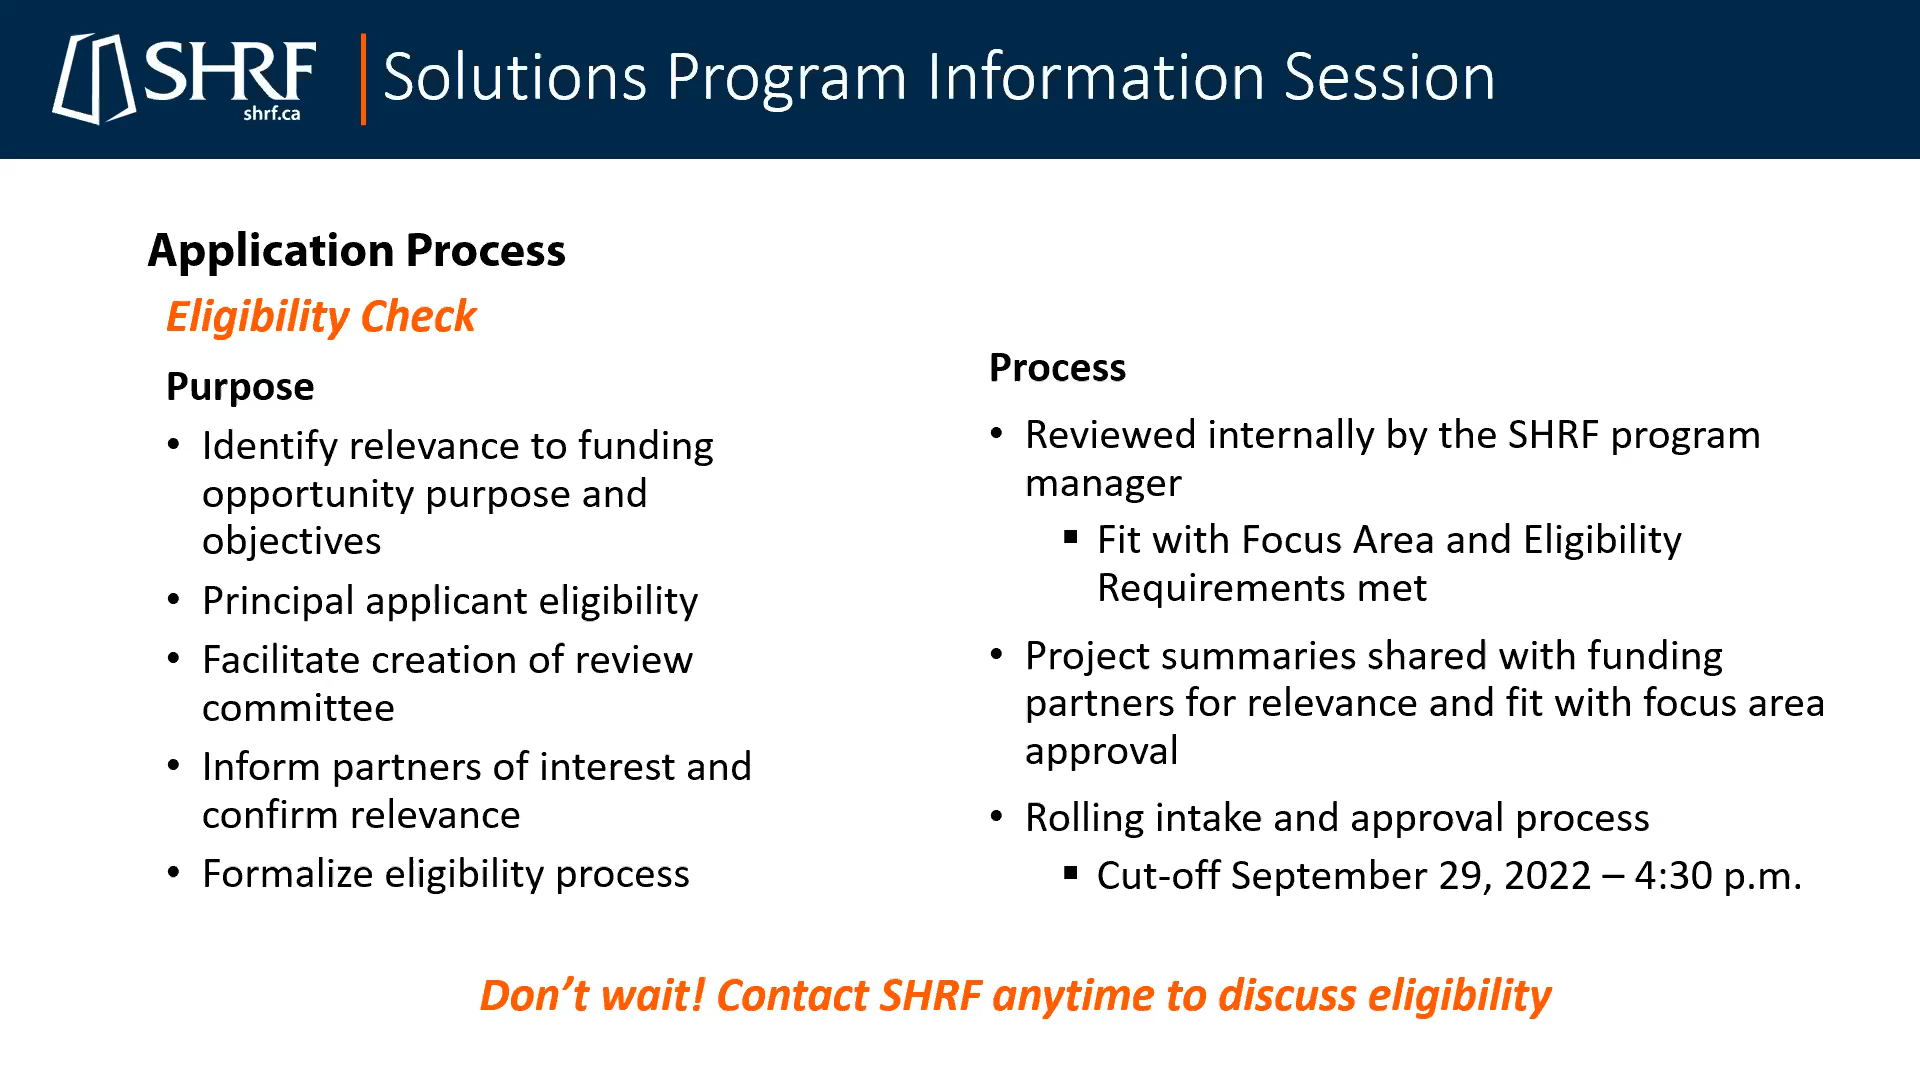 SHRF
shrf.ca
Solutions Program Information Session
Application Process
Eligibility Check
Purpose
• Identify relevance to funding
opportunity purpose and
objectives
• Principal applicant eligibility
• Facilitate creation of review
committee
• Inform partners of interest and
confirm relevance
• Formalize eligibility process
Process
• Reviewed internally by the SHRF program
manager
▪ Fit with Focus Area and Eligibility
Requirements met
• Project summaries shared with funding
partners for relevance and fit with focus area
approval
• Rolling intake and approval process
▪ Cut-off September 29, 2022 – 4:30 p.m.
Don’t wait! Contact SHRF anytime to discuss eligibility